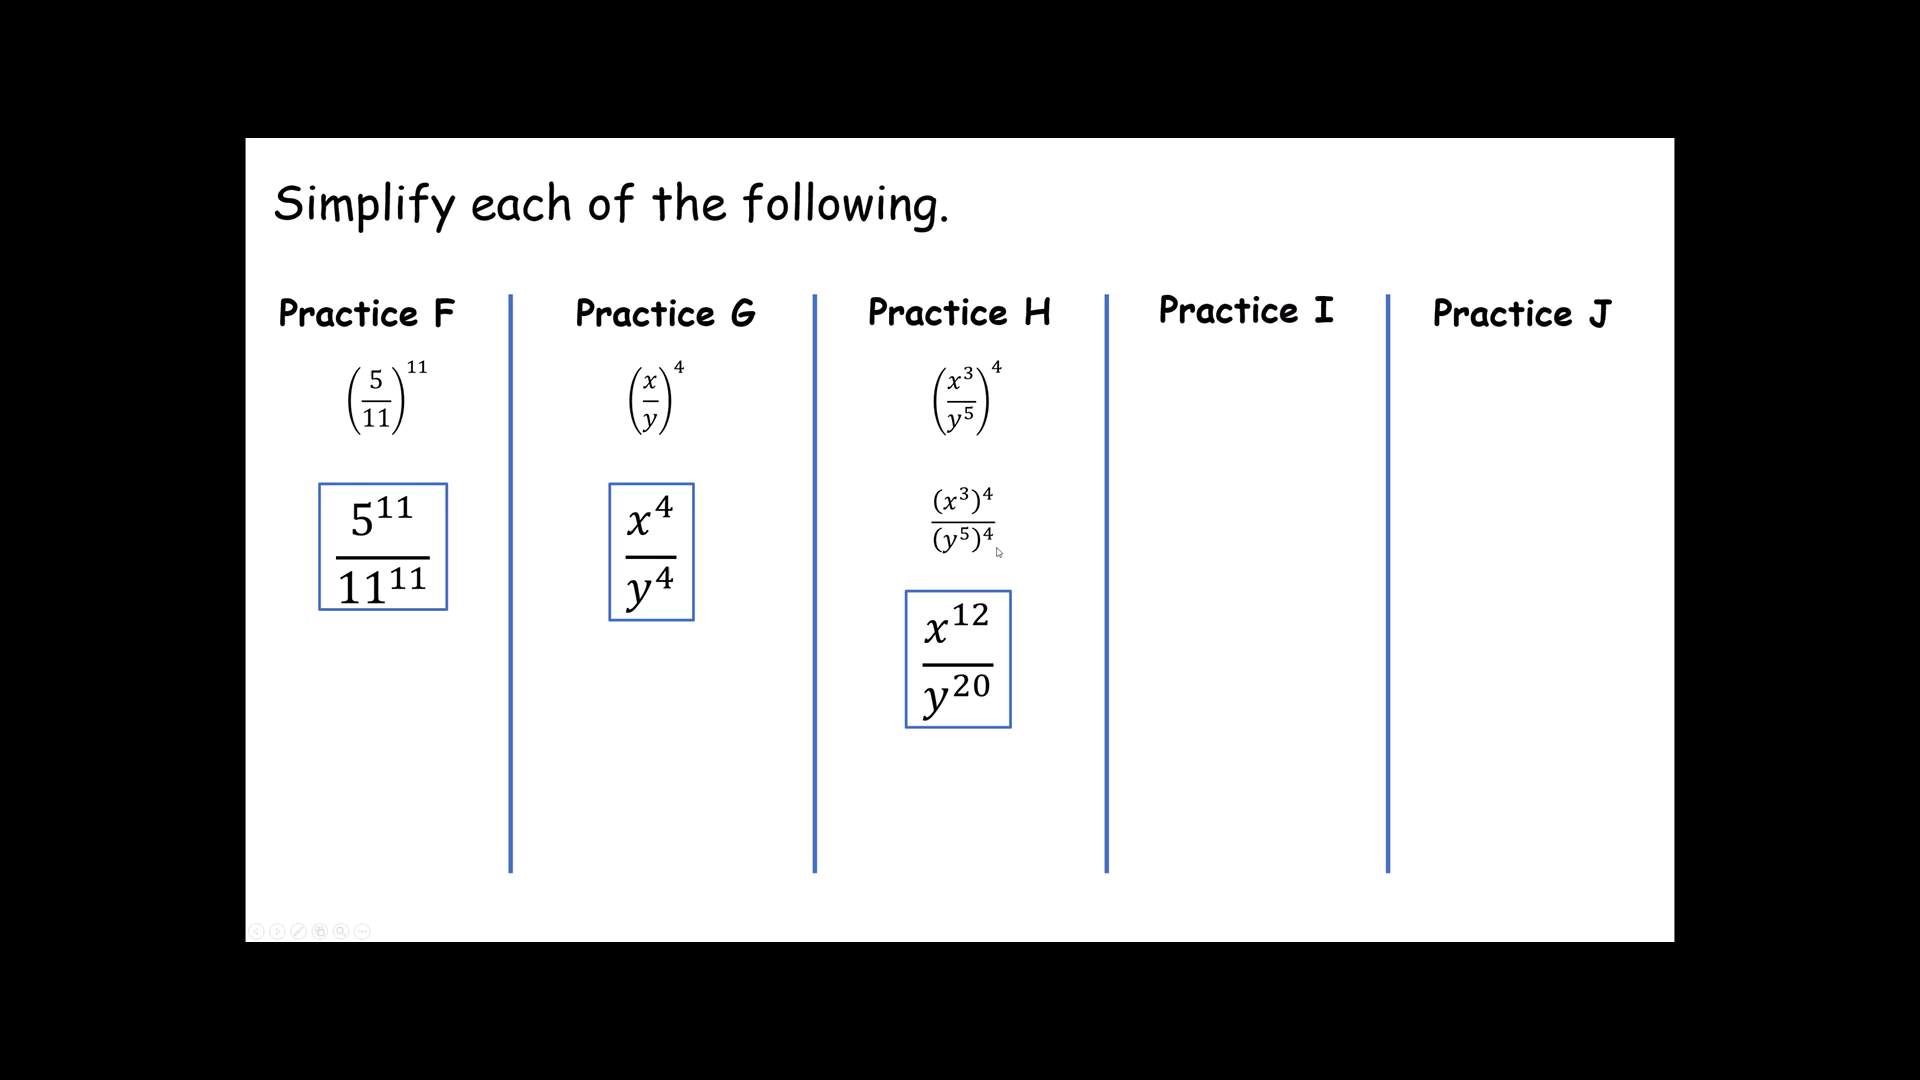 Simplify each of the following.
Practice F
(5/11)^11
5^11/11^11
Practice G
(x/y)^4
x^4/y^4
Practice H
(x^3/y^5)^4
(x^3)^4/(y^5)^4
x^12/y^20
Practice I
Practice J